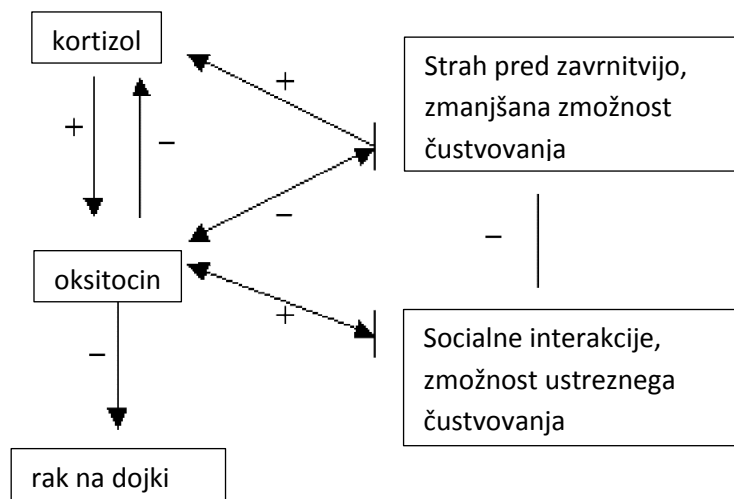 kortizol
Strah pred zavrnitvijo,
zmanjšana zmožnost
čustvovanja
+
+
–
–
–
oksitocin
+
–
Socialne interakcije,
zmožnost ustreznega
čustvovanja
rak na dojki